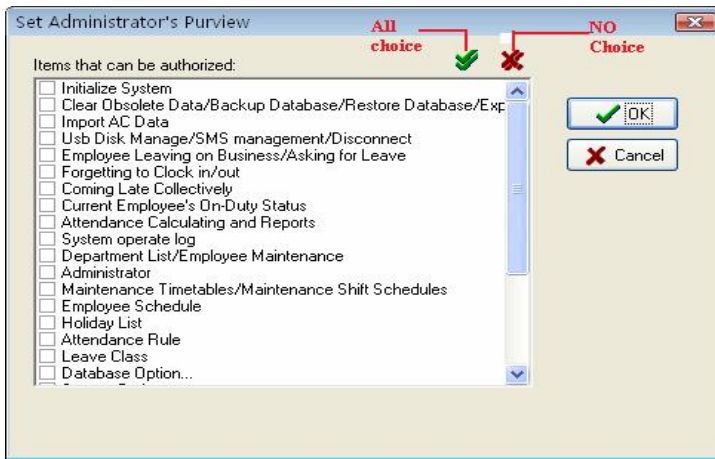 Set Administrator's Purview
All
choice
NO
Choice
Items that can be authorized:
Initialize System
Clear Obsolete Data/Backup Database/Restore Database/Exp
Import AC Data
Usb Disk Manage/SMS management/Disconnect
Employee Leaving on Business/Asking for Leave
Forgetting to Clock in/out
Coming Late Collectively
Current Employee's On-Duty Status
Attendance Calculating and Reports
System operate log
Department List/Employee Maintenance
Administrator
Maintenance Timetables/Maintenance Shift Schedules
Employee Schedule
Holiday List
Attendance Rule
Leave Class
Database Option...
OK
Cancel